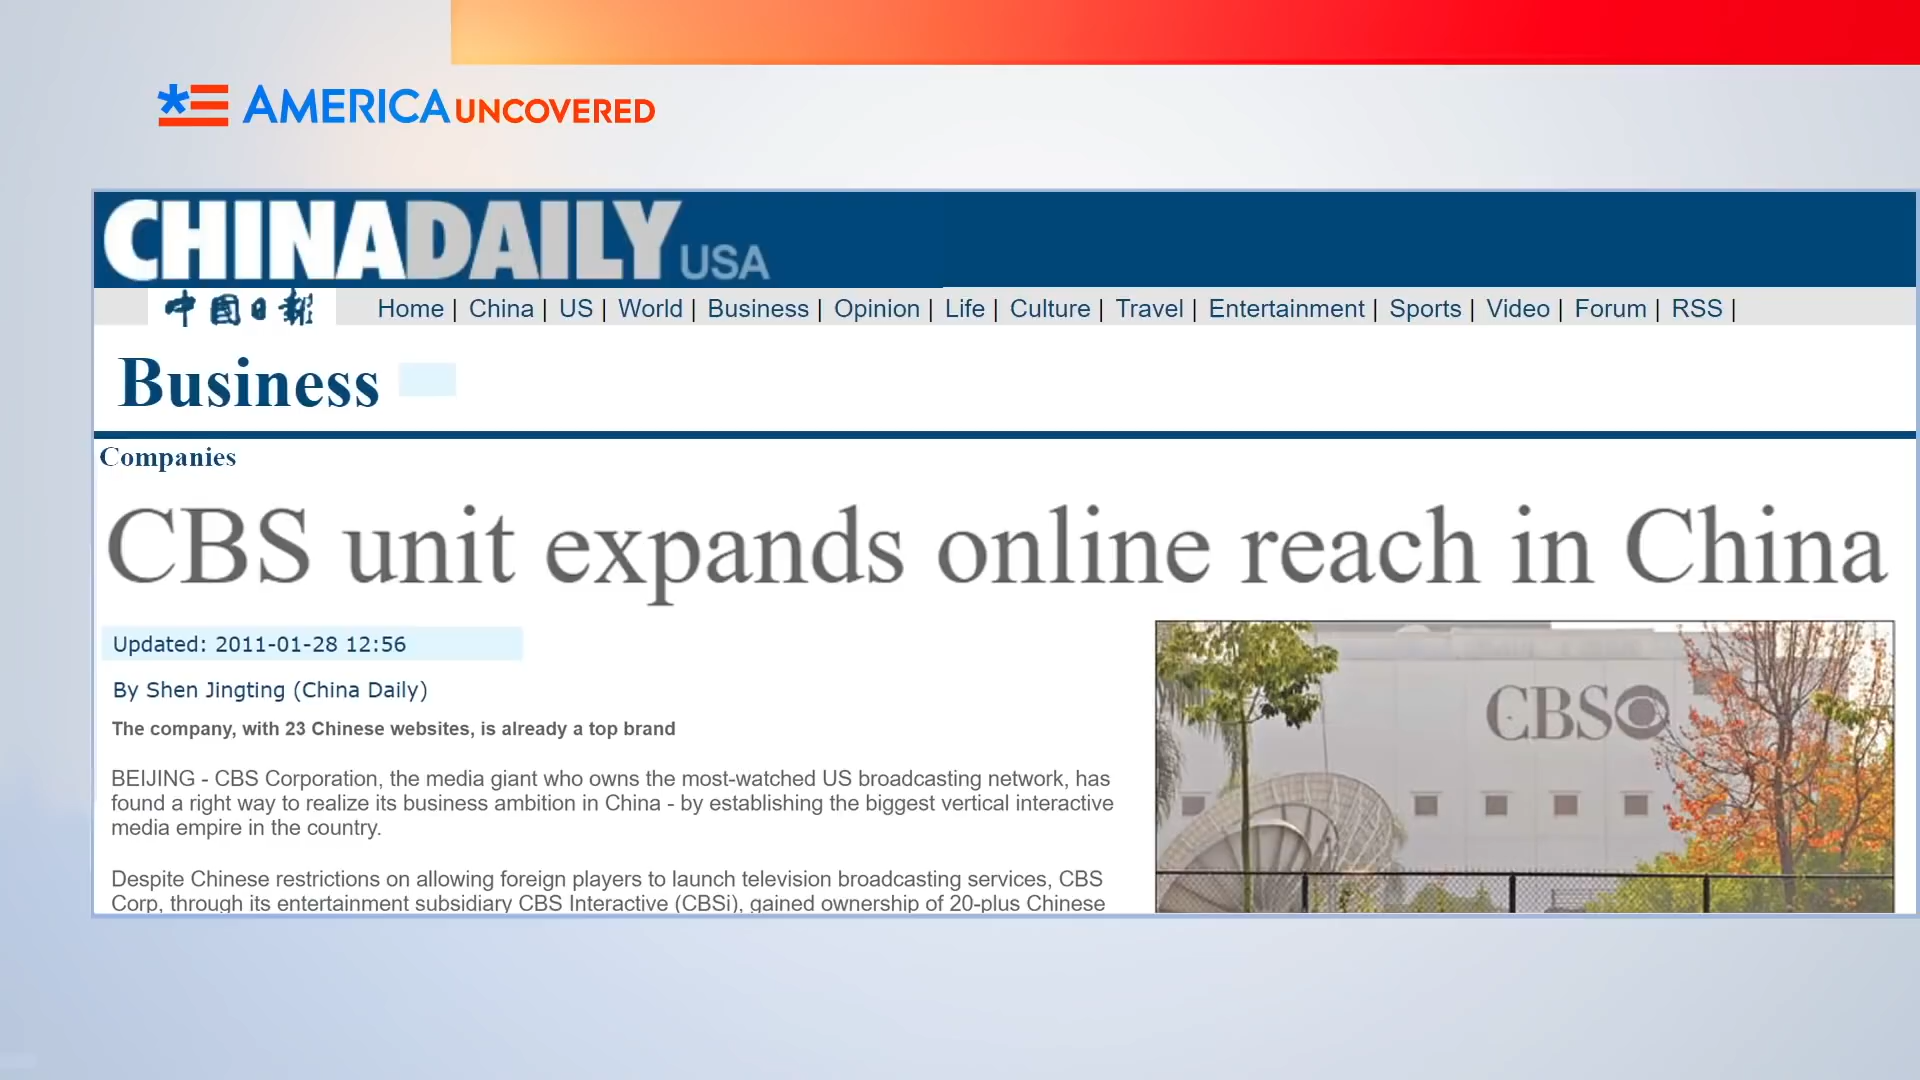 AMERICA UNCOVERED
CHINADAILY USA
中國日報 Home | China | US | World | Business | Opinion | Life | Culture | Travel | Entertainment | Sports | Video | Forum | RSS |
Business
Companies
CBS unit expands online reach in China
Updated: 2011-01-28 12:56
By Shen Jingting (China Daily)
The company, with 23 Chinese websites, is already a top brand
BEIJING - CBS Corporation, the media giant who owns the most-watched US broadcasting network, has
found a right way to realize its business ambition in China - by establishing the biggest vertical interactive
media empire in the country.
Despite Chinese restrictions on allowing foreign players to launch television broadcasting services, CBS
Corp, through its entertainment subsidiary CBS Interactive (CBSi), gained ownership of 20-plus Chinese
CBS